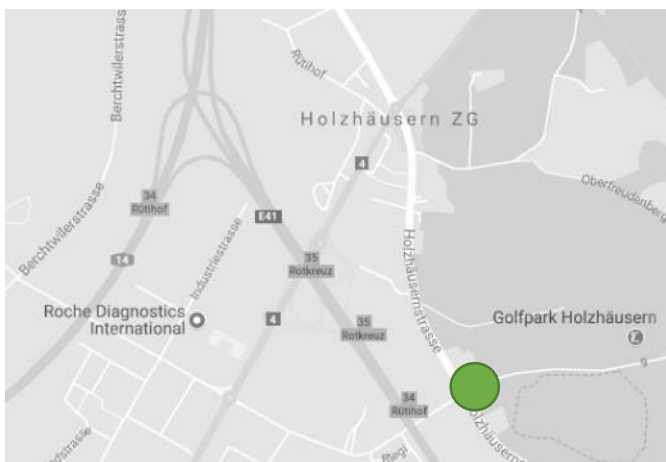 Berchtwilerstrasse
Rütihof
Holzhäusern ZG
4
Oberfreudenberg
34
Rütihof
E41
Berchtwilerstrasse
14
Industriestrasse
35
Rotkreuz
Holzhäusernstrasse
Roche Diagnostics
International
4
35
Rotkreuz
Golfpark Holzhäusern
g
34
Rütihof